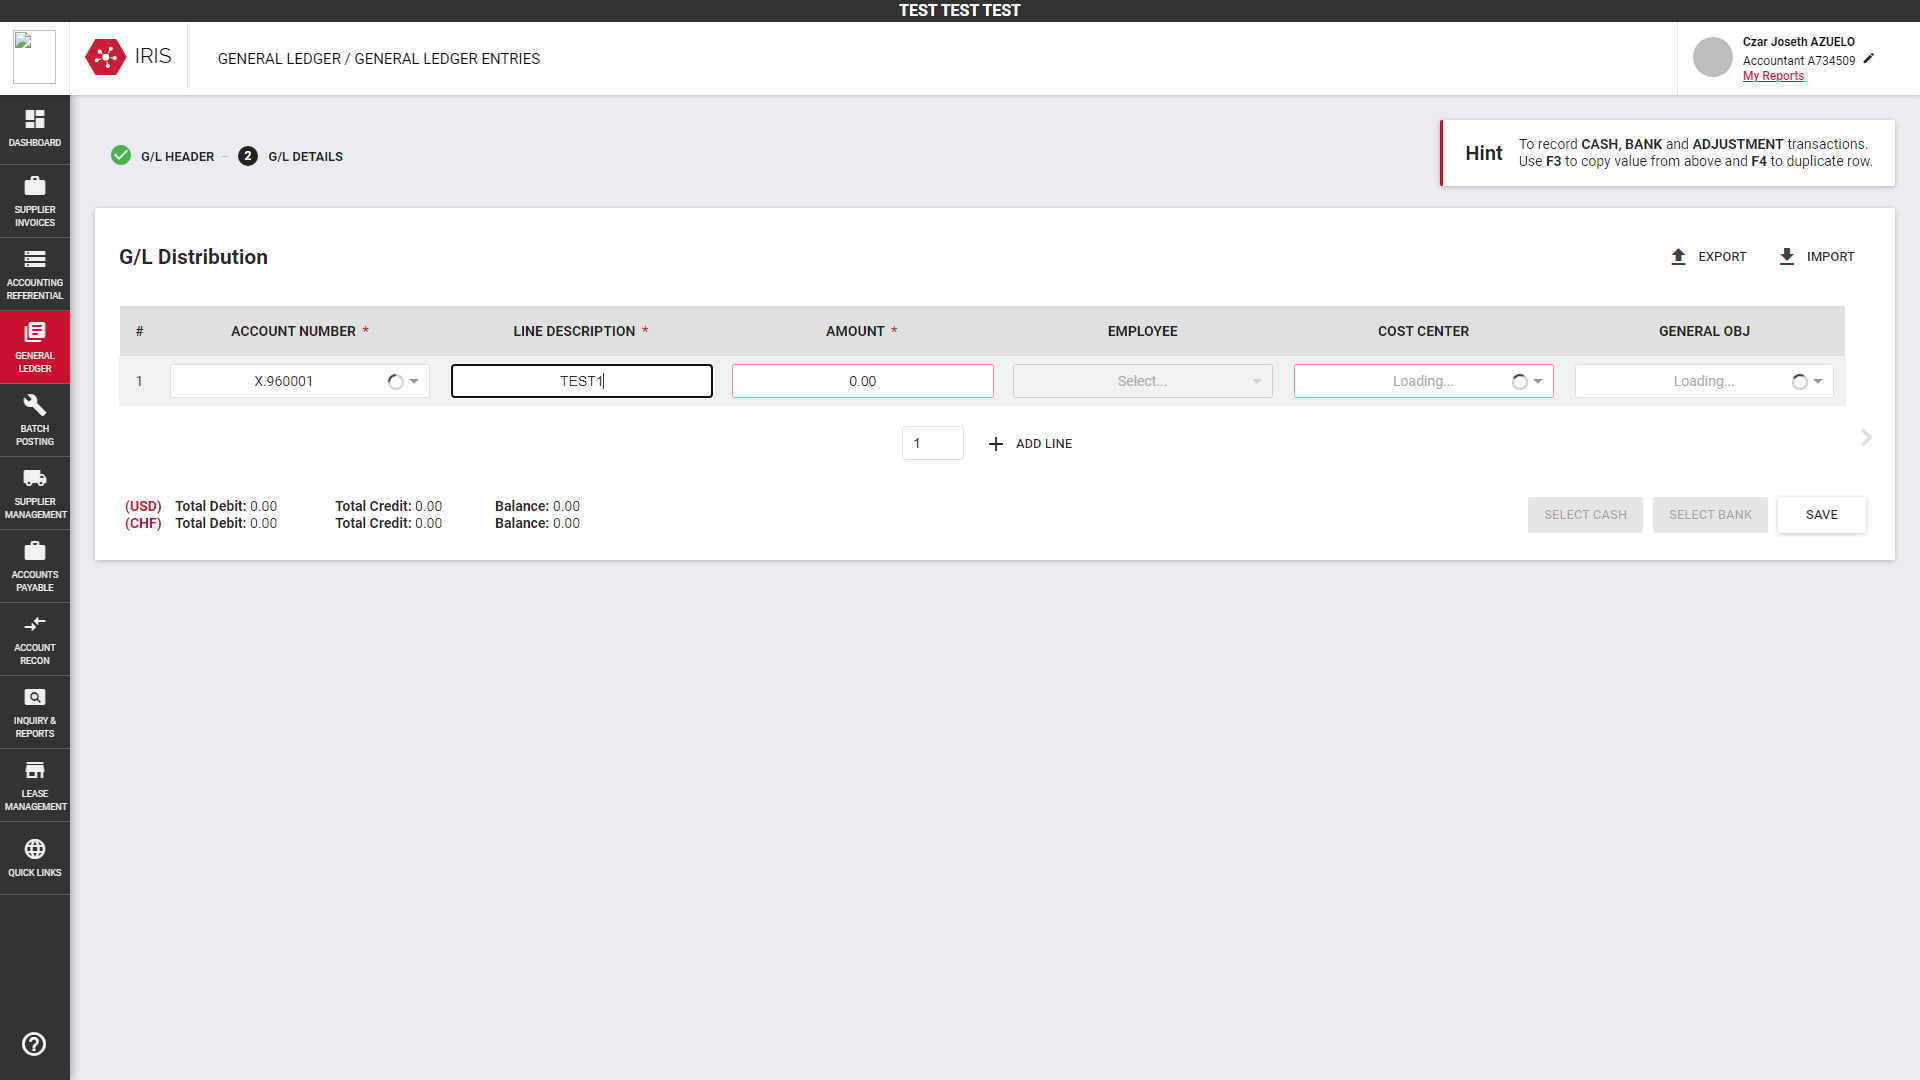 TEST TEST TEST
IRIS
GENERAL LEDGER / GENERAL LEDGER ENTRIES
Czar Joseth AZUELO
Accountant A734509
My Reports
DASHBOARD
SUPPLIER
INVOICES
ACCOUNTING
REFERENTIAL
GENERAL
LEDGER
BATCH
POSTING
SUPPLIER
MANAGEMENT
ACCOUNTS
PAYABLE
ACCOUNT
RECON
INQUIRY &
REPORTS
LEASE
MANAGEMENT
QUICK LINKS
G/L HEADER
2 G/L DETAILS
Hint
To record CASH, BANK and ADJUSTMENT transactions.
Use F3 to copy value from above and F4 to duplicate row.
G/L Distribution
EXPORT IMPORT
# ACCOUNT NUMBER * LINE DESCRIPTION * AMOUNT * EMPLOYEE COST CENTER GENERAL OBJ
1 X.960001 TEST1 0.00 Select... Loading... Loading...
1 ADD LINE
(USD) Total Debit: 0.00 Total Credit: 0.00 Balance: 0.00
(CHF) Total Debit: 0.00 Total Credit: 0.00 Balance: 0.00
SELECT CASH SELECT BANK SAVE